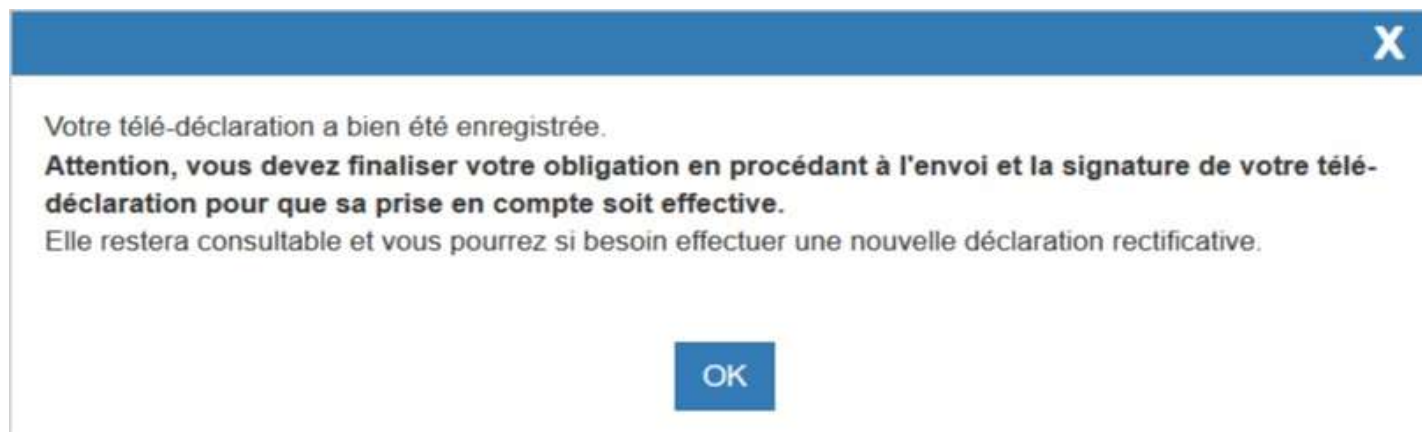 X
Votre télé-déclaration a bien été enregistrée.
Attention, vous devez finaliser votre obligation en procédant à l'envoi et la signature de votre télé-
déclaration pour que sa prise en compte soit effective.
Elle restera consultable et vous pourrez si besoin effectuer une nouvelle déclaration rectificative.
OK